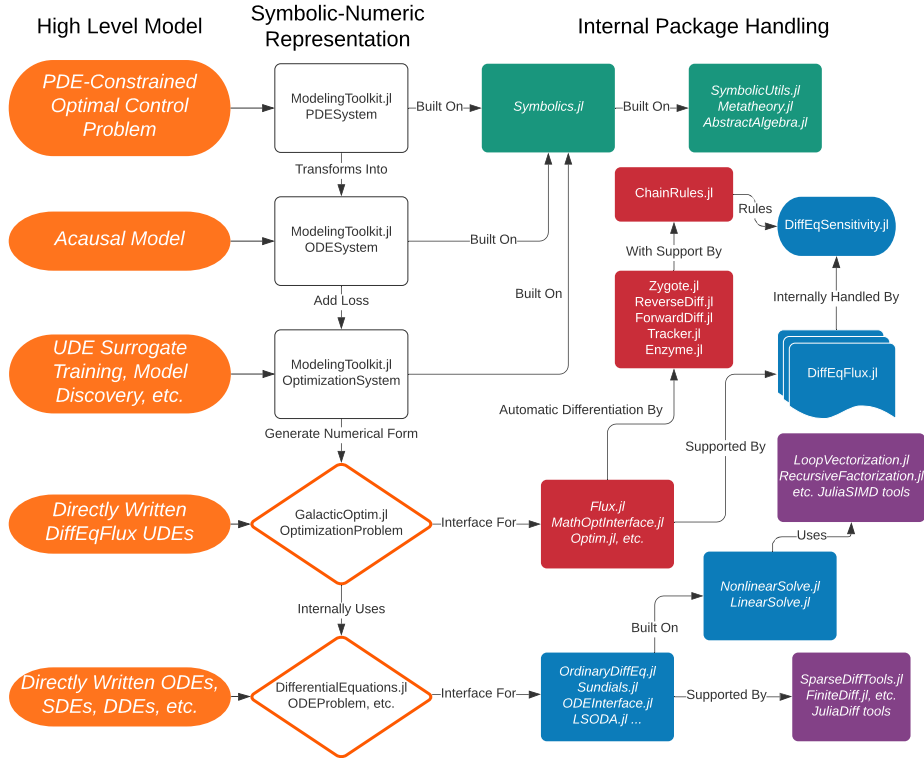 High Level Model
Symbolic-Numeric
Representation
Internal Package Handling
PDE-Constrained
Optimal Control
Problem
ModelingToolkit.jl
PDESystem
Built On
Symbolics.jl
Built On
SymbolicUtils.jl
Metatheory.jl
AbstractAlgebra.jl
Transforms Into
Acausal Model
ModelingToolkit.jl
ODESystem
Built On
ChainRules.jl
Rules
DiffEqSensitivity.jl
With Support By
Add Loss
Built On
Zygote.jl
ReverseDiff.jl
ForwardDiff.jl
Tracker.jl
Enzyme.jl
Internally Handled By
UDE Surrogate
Training, Model
Discovery, etc.
ModelingToolkit.jl
OptimizationSystem
DiffEqFlux.jl
Automatic Differentiation By
Generate Numerical Form
Supported By
LoopVectorization.jl
RecursiveFactorization.jl
etc. JuliaSIMD tools
Directly Written
DiffEqFlux UDEs
GalacticOptim.jl
OptimizationProblem
Interface For
Flux.jl
MathOptInterface.jl
Optim.jl, etc.
Uses
NonlinearSolve.jl
LinearSolve.jl
Internally Uses
Built On
Directly Written ODEs,
SDEs, DDEs, etc.
DifferentialEquations.jl
ODEProblem, etc.
Interface For
OrdinaryDiffEq.jl
Sundials.jl
ODEInterface.jl
LSODA.jl ...
Supported By
SparseDiffTools.jl
FiniteDiff.jl, etc.
JuliaDiff tools